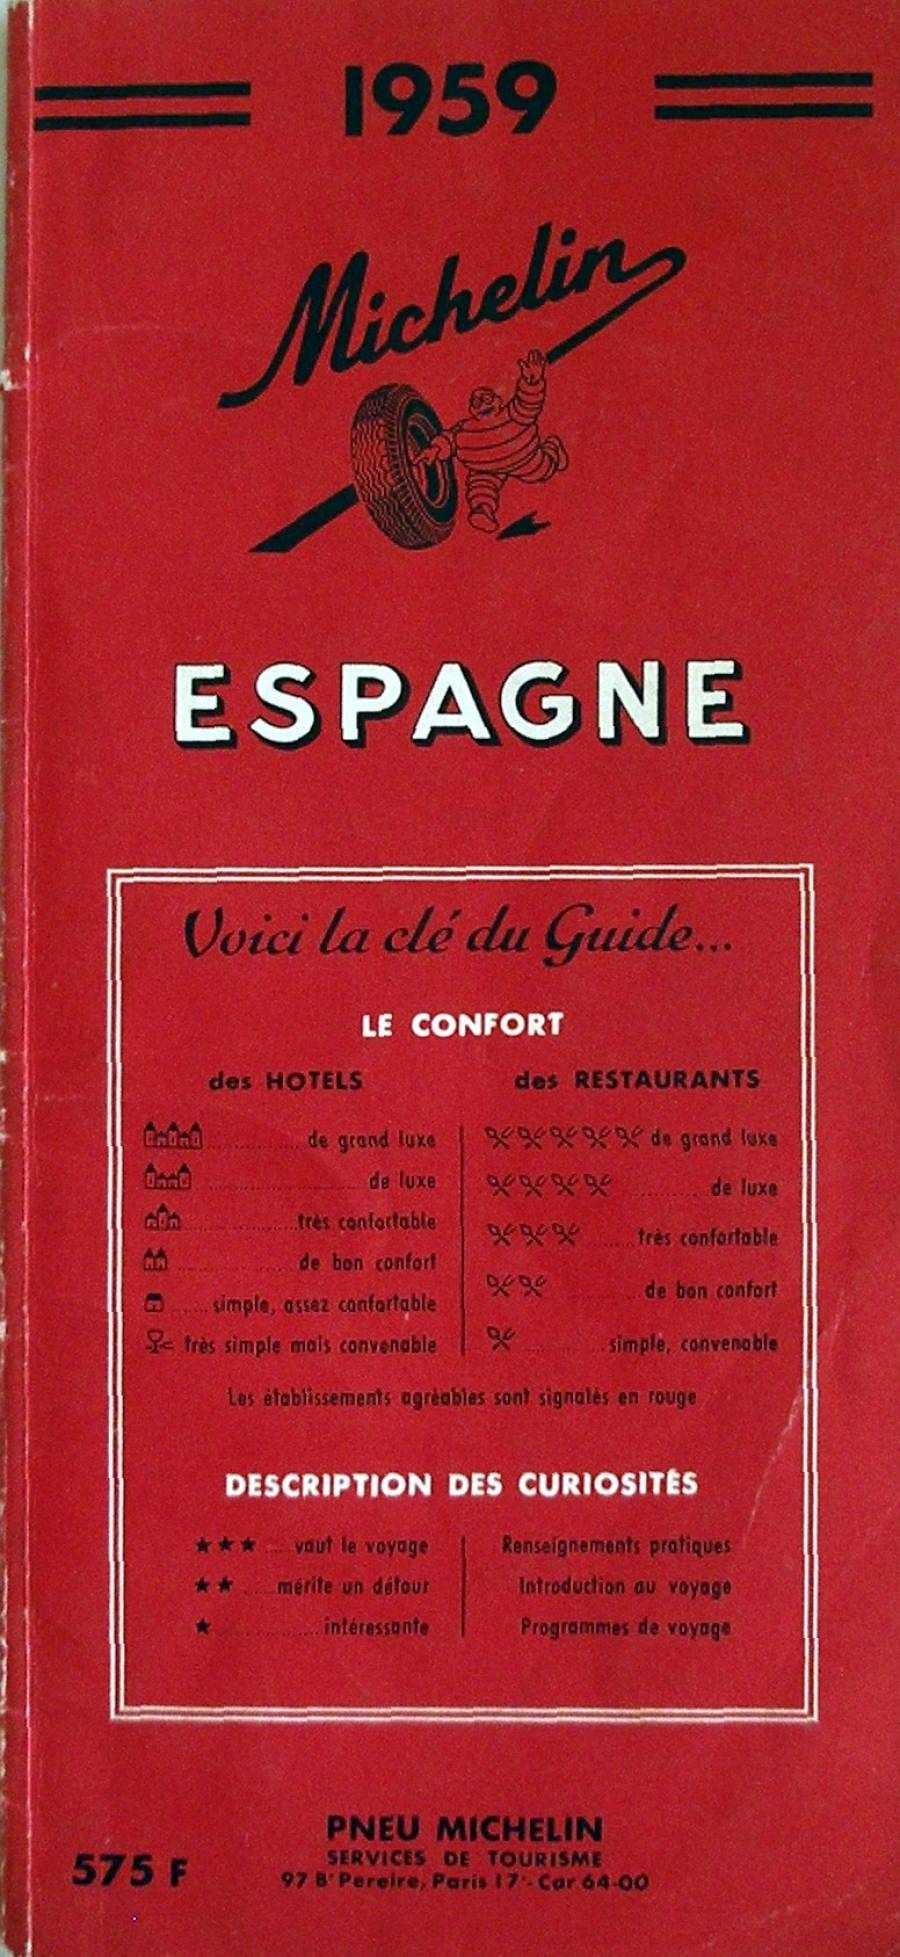 1959
Michelin
ESPAGNE
Voici la clé du Guide...
LE CONFORT
des HOTELS
de grand luxe
de luxe
très confortable
de bon confort
simple, assez confortable
très simple mais convenable
des RESTAURANTS
de grand luxe
de luxe
très confortable
de bon confort
simple, convenable
Les établissements agréables sont signalés en rouge
DESCRIPTION DES CURIOSITÉS
★★★ vaut le voyage
★★ mérite un détour
★ intéressante
Renseignements pratiques
Introduction au voyage
Programmes de voyage
575 F
PNEU MICHELIN
SERVICES DE TOURISME
97 Bd Pereire, Paris 17e - Car 64-00